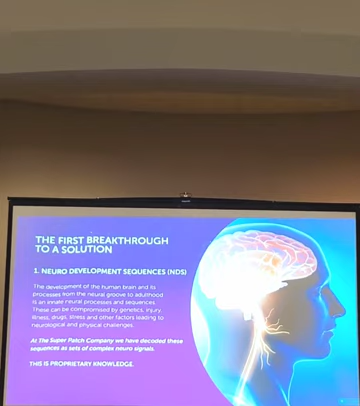 THE FIRST BREAKTHROUGH
TO A SOLUTION
1. NEURO DEVELOPMENT SEQUENCES (NDS)
The development of the human brain and its
processes from the neural groove to adulthood
is an innate neural processes and sequences.
These can be compromised by genetics, injury,
illness, drugs, stress and other factors leading to
neurological and physical challenges.
At The Super Patch Company we have decoded these
sequences as sets of complex neuro signals.
THIS IS PROPRIETARY KNOWLEDGE.